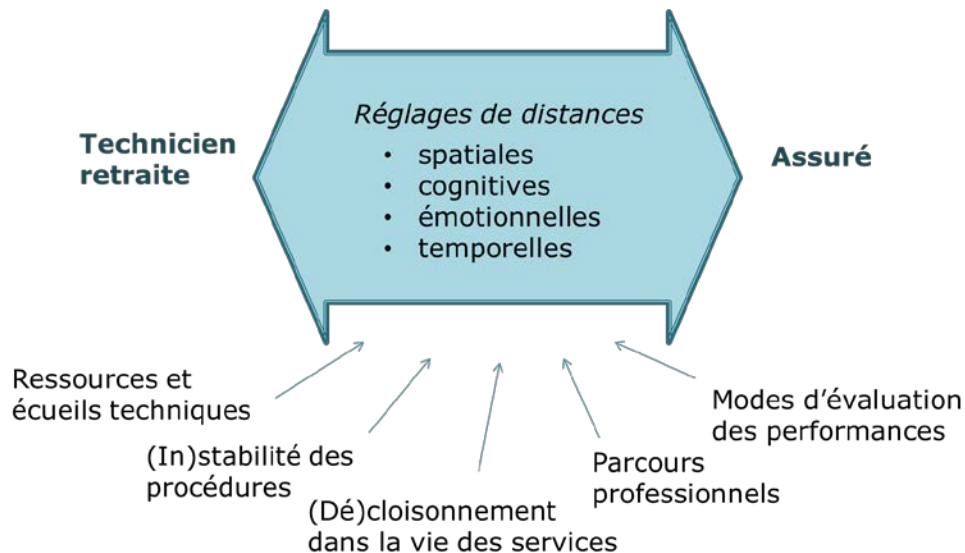 Réglages de distances
Technicien
retraite
• spatiales
• cognitives
• émotionnelles
• temporelles
Assuré
Ressources et
écueils techniques
(In)stabilité des
procédures
(Dé)cloisonnement
dans la vie des services
Parcours
professionnels
Modes d'évaluation
des performances